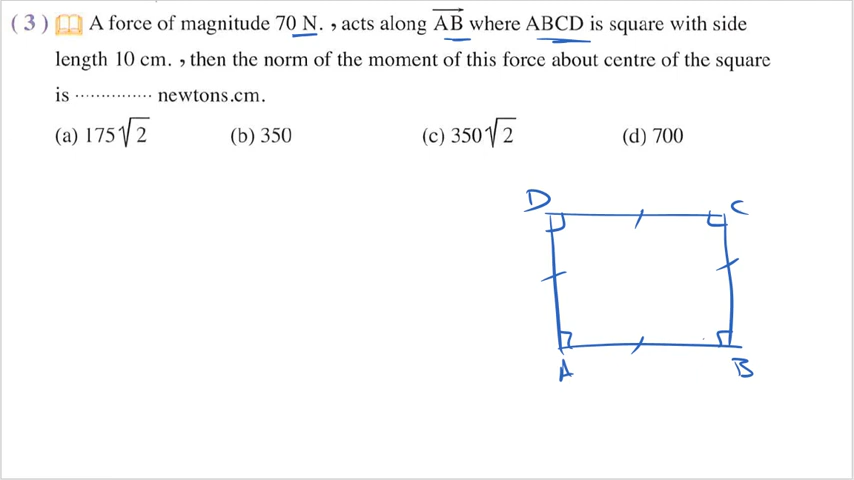 (3) A force of magnitude 70 N. , acts along AB where ABCD is square with side
length 10 cm. , then the norm of the moment of this force about centre of the square
is ·············· newtons.cm.
(a) 175√2 (b) 350 (c) 350√2 (d) 700
D C
A B